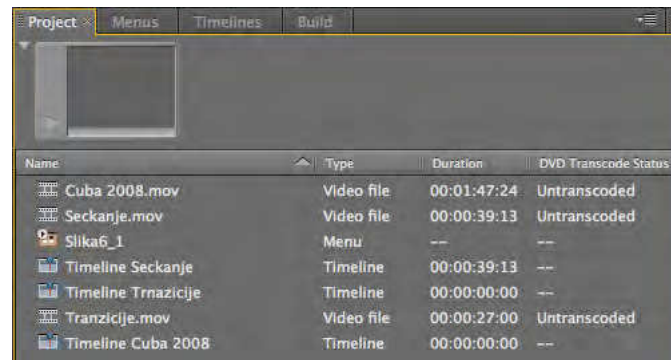 Project × Menus Timelines Build
Name Type Duration DVD Transcode Status
Cuba 2008.mov Video file 00:01:47:24 Untranscoded
Seckanje.mov Video file 00:00:39:13 Untranscoded
Slika6_1 Menu -- --
Timeline Seckanje Timeline 00:00:39:13 --
Timeline Trnazicije Timeline 00:00:00:00 --
Tranzicije.mov Video file 00:00:27:00 Untranscoded
Timeline Cuba 2008 Timeline 00:00:00:00 --